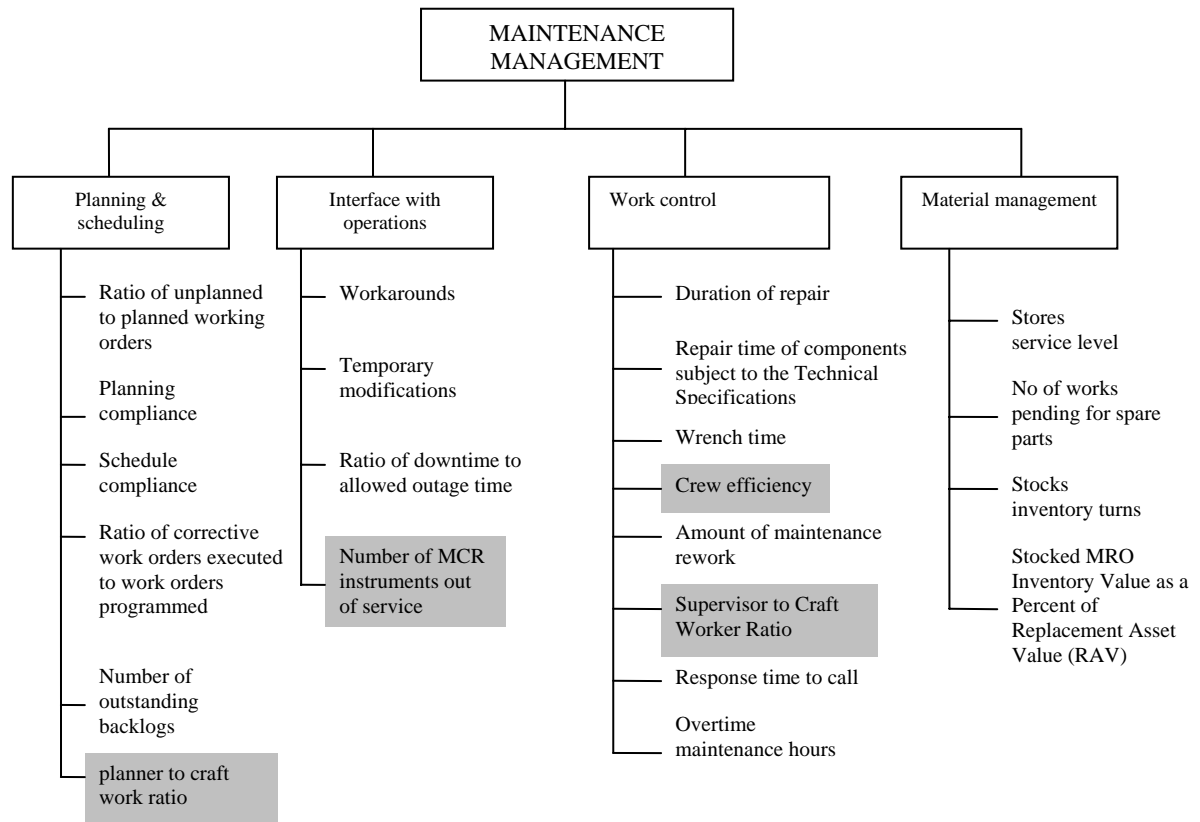 MAINTENANCE
MANAGEMENT
Planning &
scheduling
Ratio of unplanned
to planned working
orders
Planning
compliance
Schedule
compliance
Ratio of corrective
work orders executed
to work orders
programmed
Number of
outstanding
backlogs
planner to craft
work ratio
Interface with
operations
Workarounds
Temporary
modifications
Ratio of downtime to
allowed outage time
Number of MCR
instruments out
of service
Work control
Duration of repair
Repair time of components
subject to the Technical
Specifications
Wrench time
Crew efficiency
Amount of maintenance
rework
Supervisor to Craft
Worker Ratio
Response time to call
Overtime
maintenance hours
Material management
Stores
service level
No of works
pending for spare
parts
Stocks
inventory turns
Stocked MRO
Inventory Value as a
Percent of
Replacement Asset
Value (RAV)